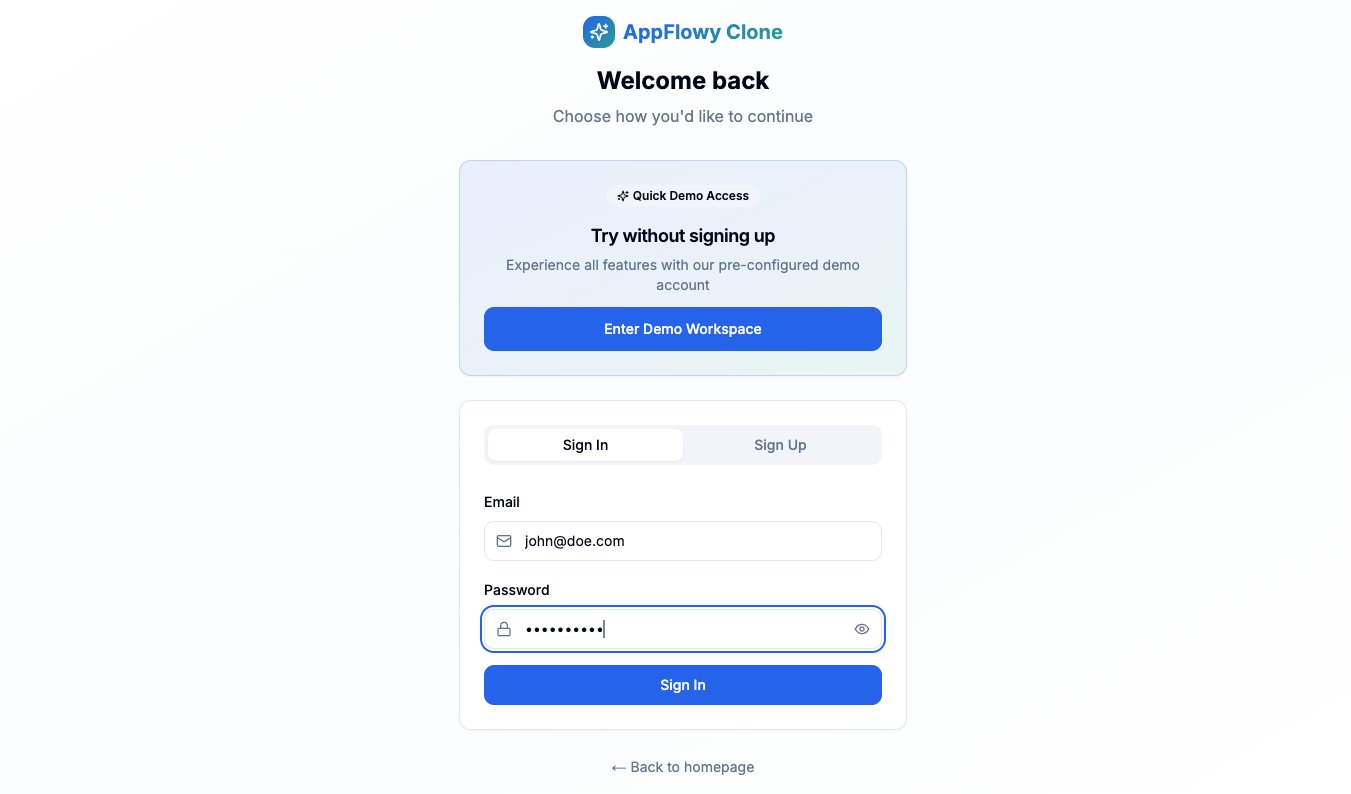 AppFlowy Clone
Welcome back
Choose how you'd like to continue
Quick Demo Access
Try without signing up
Experience all features with our pre-configured demo
account
Enter Demo Workspace
Sign In
Sign Up
Email
john@doe.com
Password
••••••••••
Sign In
← Back to homepage